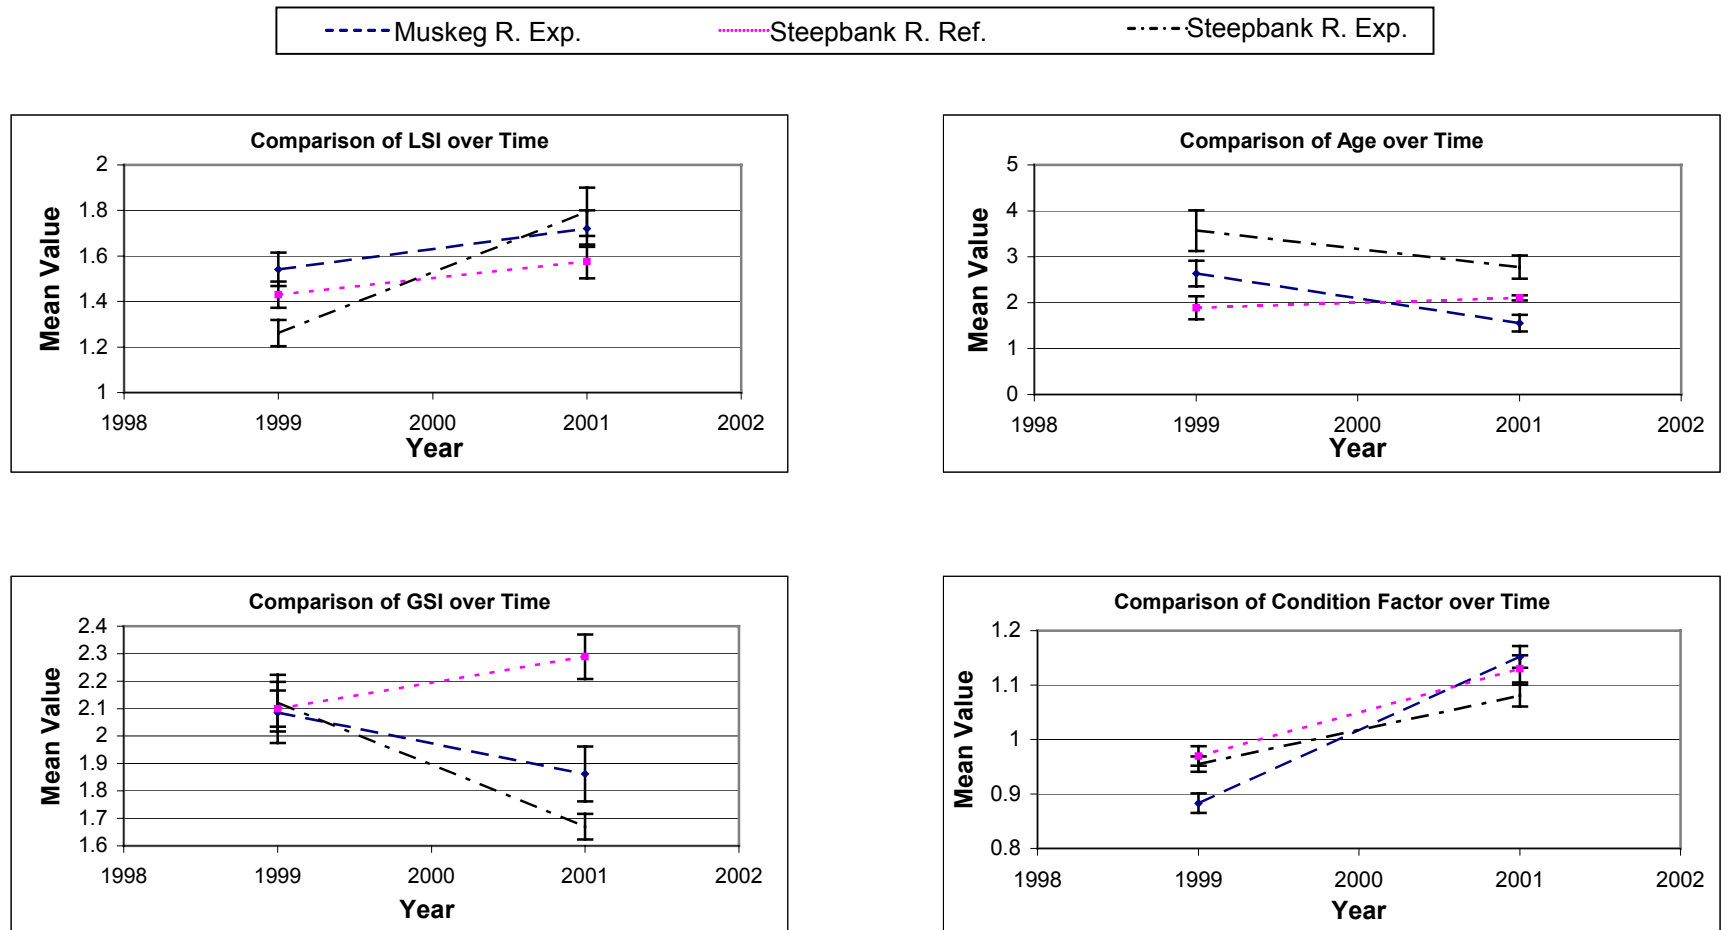 Muskeg R. Exp. Steepbank R. Ref. Steepbank R. Exp.
Comparison of LSI over Time
Mean Value
2
1.8
1.6
1.4
1.2
1
1998 1999 2000 2001 2002
Year
Comparison of Age over Time
Mean Value
5
4
3
2
1
0
1998 1999 2000 2001 2002
Year
Comparison of GSI over Time
Mean Value
2.4
2.3
2.2
2.1
2
1.9
1.8
1.7
1.6
1998 1999 2000 2001 2002
Year
Comparison of Condition Factor over Time
Mean Value
1.2
1.1
1
0.9
0.8
1998 1999 2000 2001 2002
Year